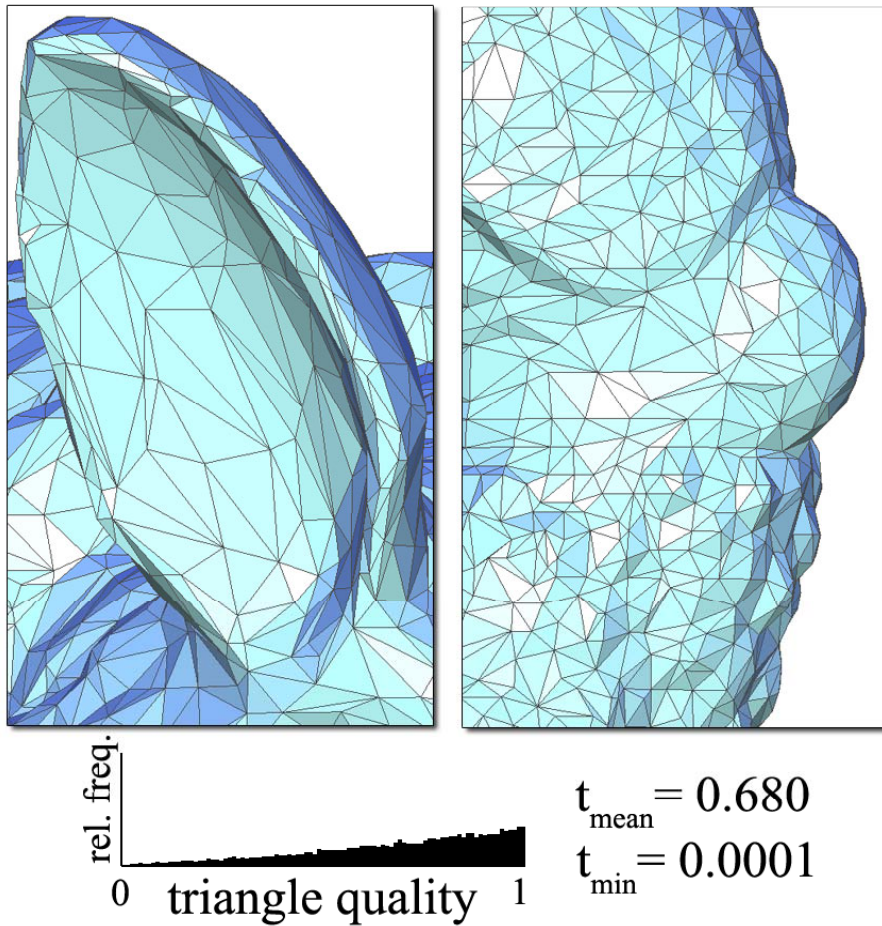 rel. freq.
0
1
triangle quality
t_mean = 0.680
t_min = 0.0001